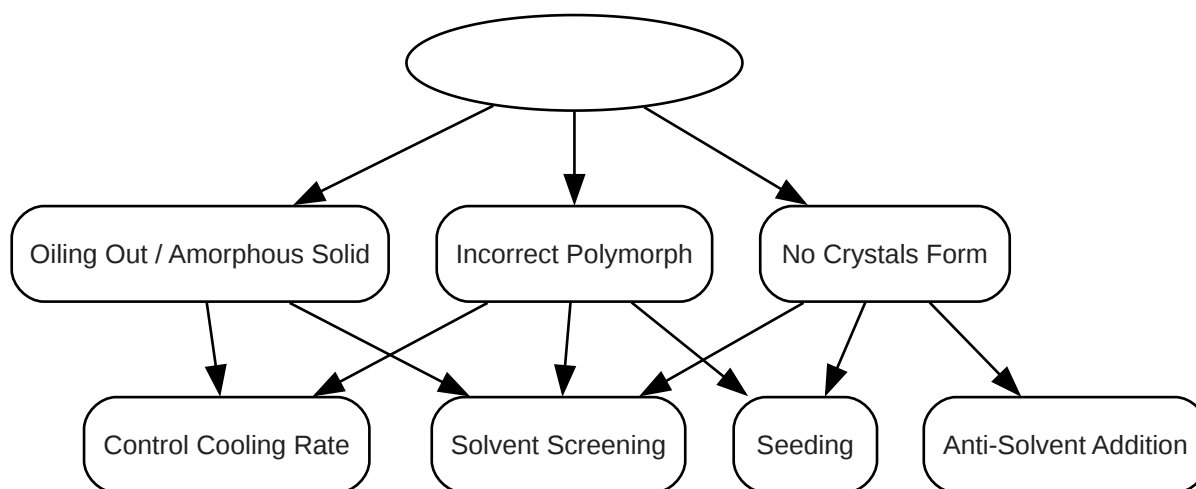 Oiling Out / Amorphous Solid
Incorrect Polymorph
No Crystals Form
Control Cooling Rate
Solvent Screening
Seeding
Anti-Solvent Addition